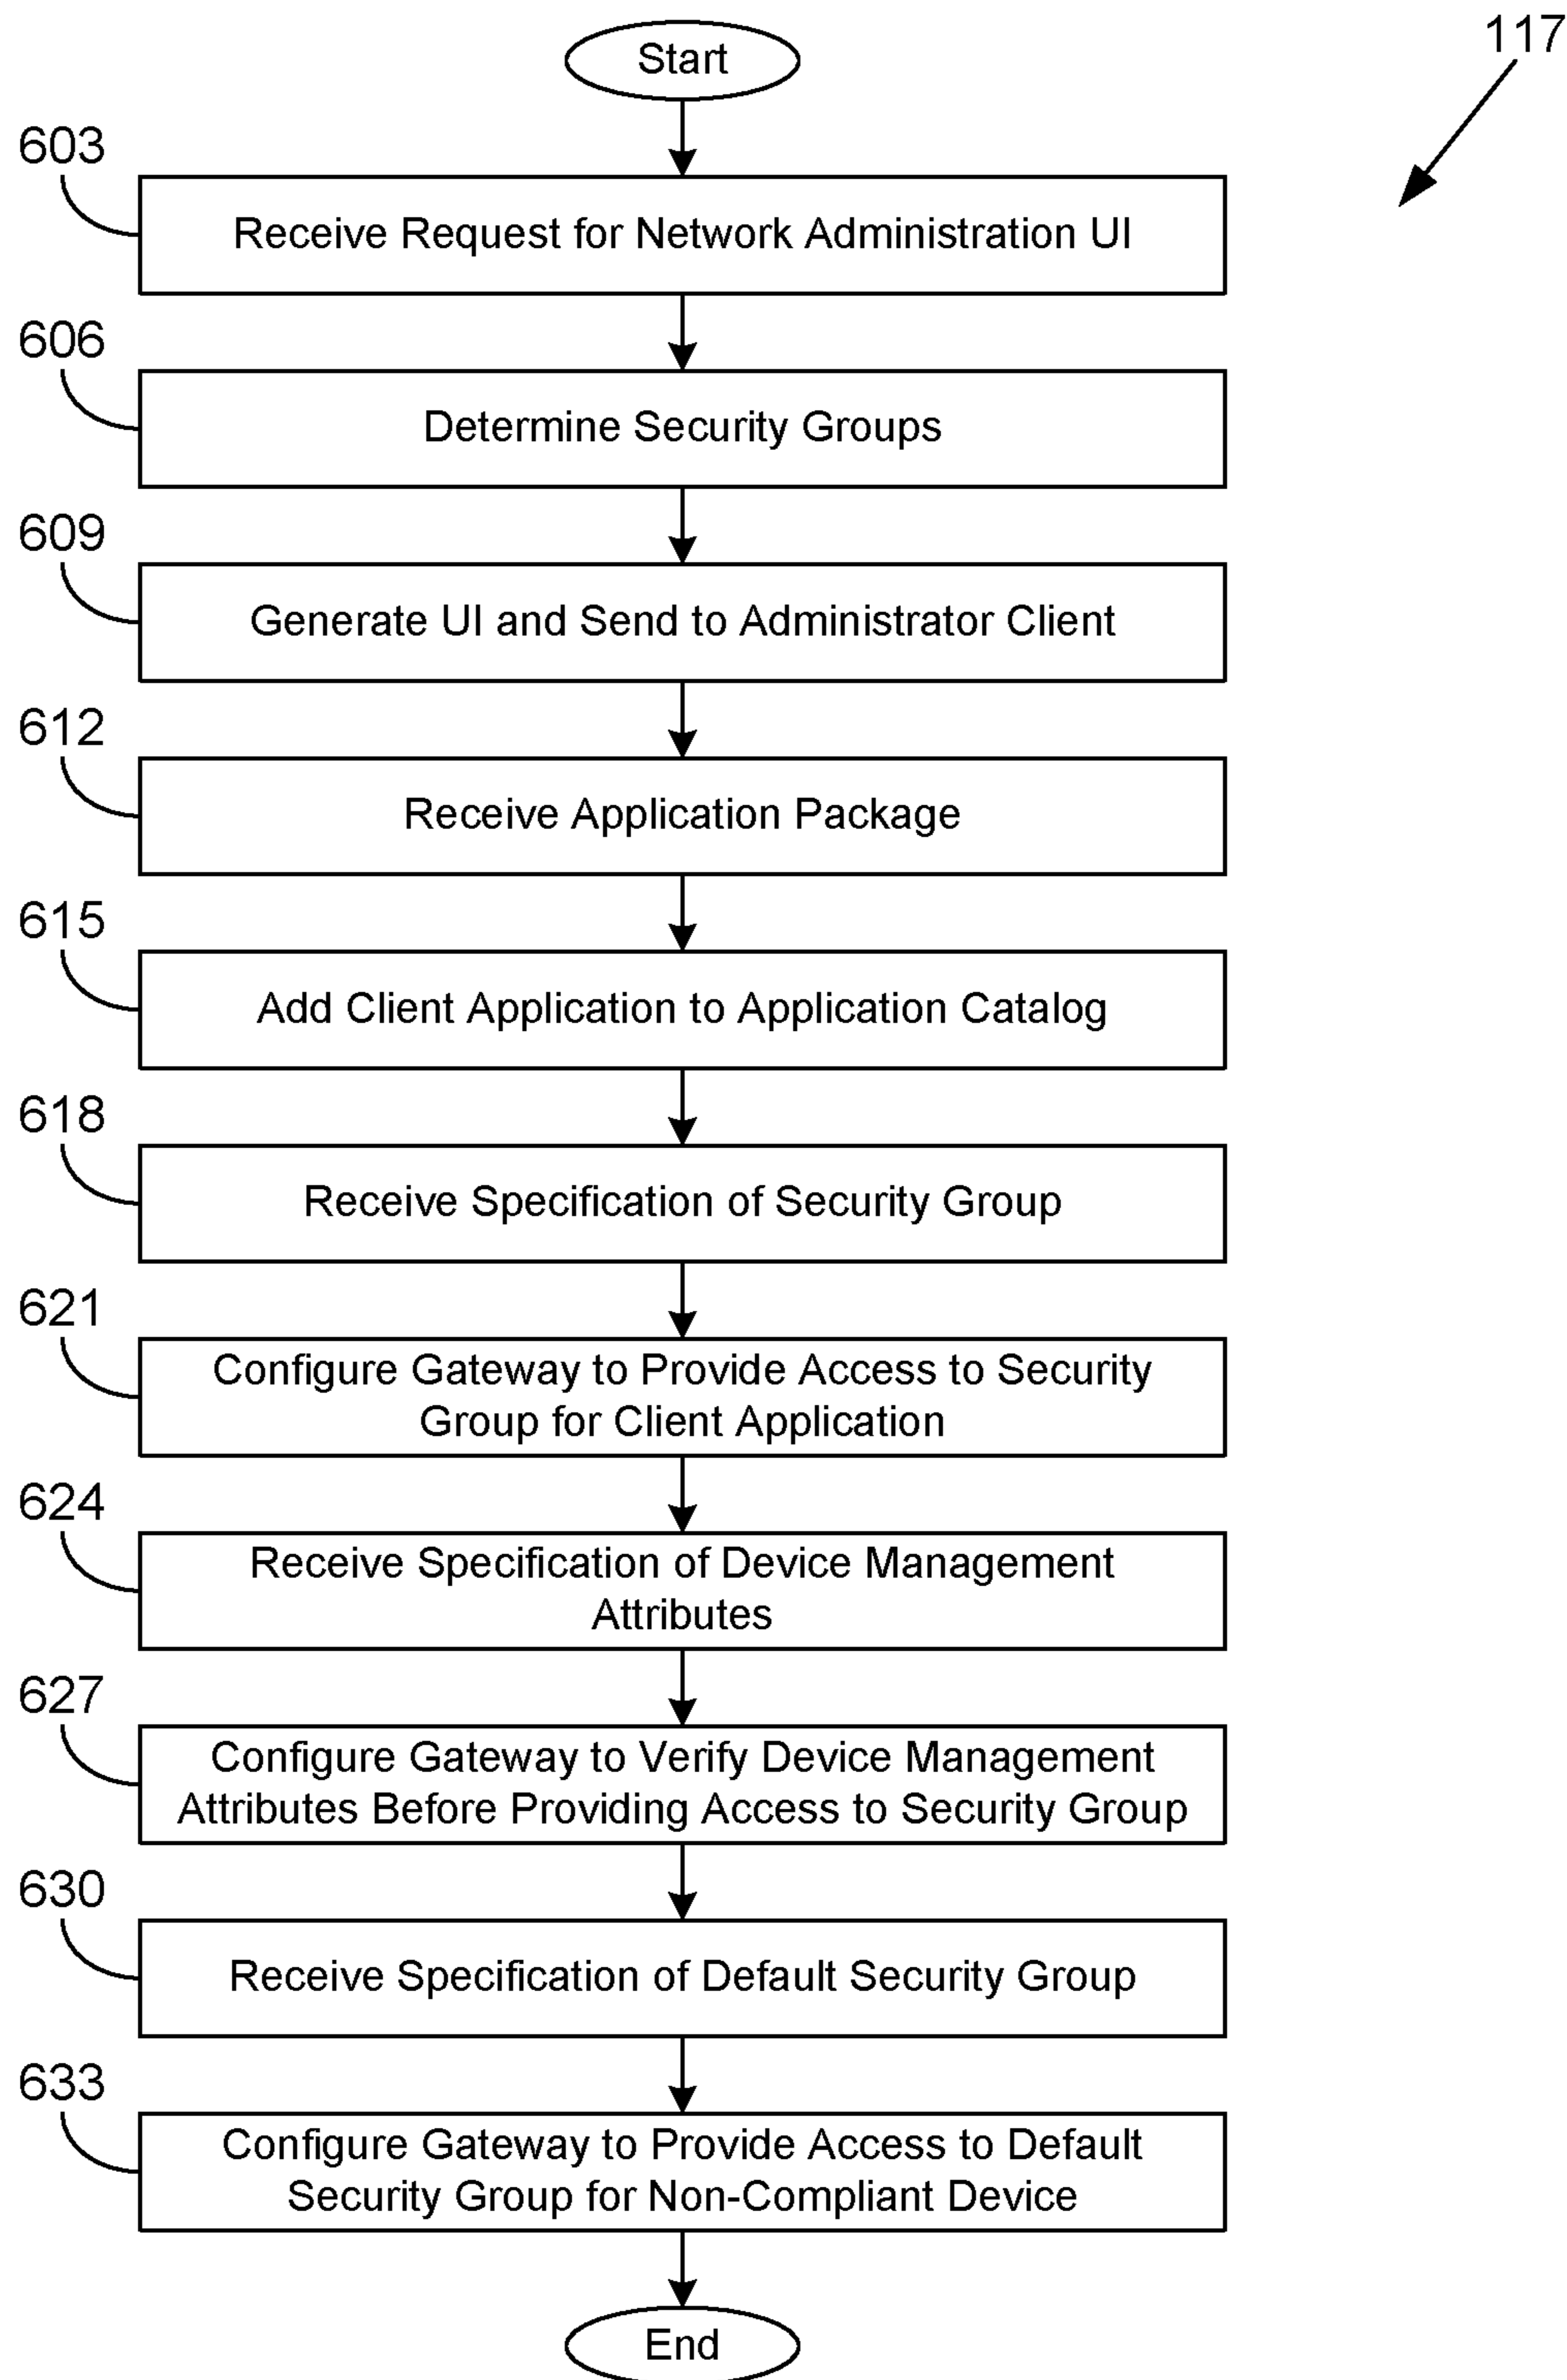 Start
117
603
Receive Request for Network Administration UI
606
Determine Security Groups
609
Generate UI and Send to Administrator Client
612
Receive Application Package
615
Add Client Application to Application Catalog
618
Receive Specification of Security Group
621
Configure Gateway to Provide Access to Security
Group for Client Application
624
Receive Specification of Device Management
Attributes
627
Configure Gateway to Verify Device Management
Attributes Before Providing Access to Security Group
630
Receive Specification of Default Security Group
633
Configure Gateway to Provide Access to Default
Security Group for Non-Compliant Device
End